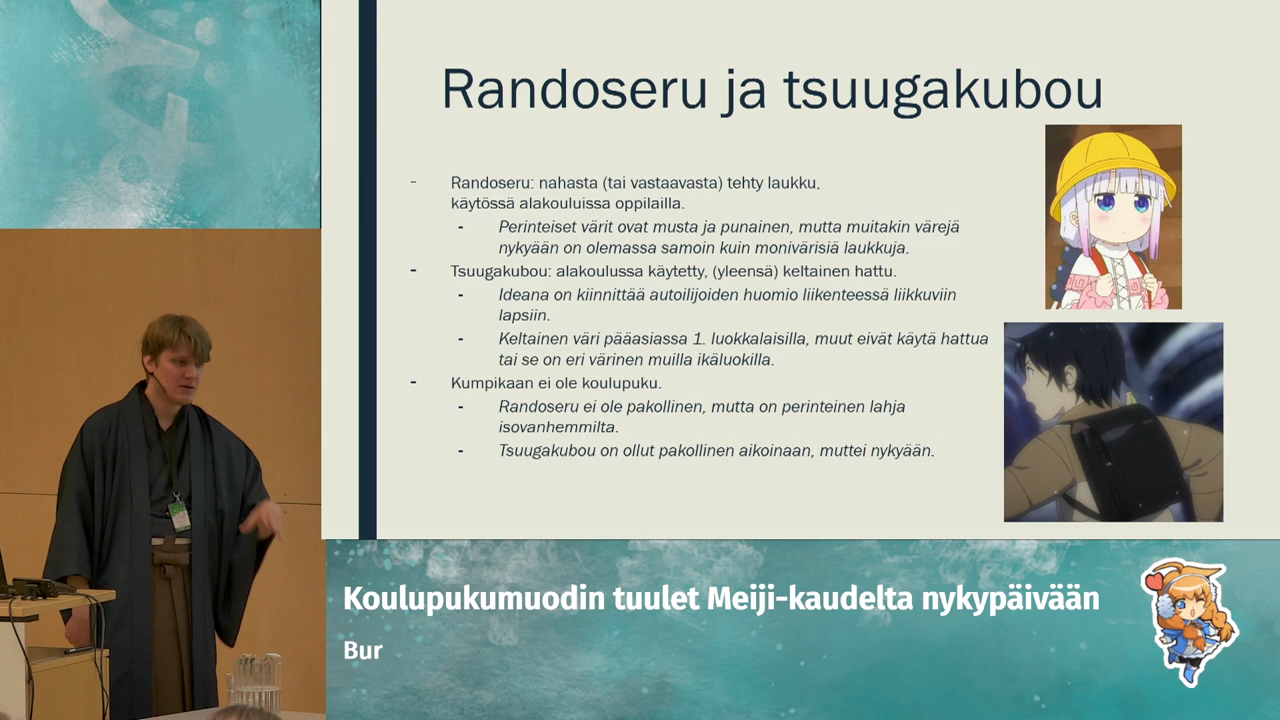 Randoseru ja tsuugakubou
- Randoseru: nahasta (tai vastaavasta) tehty laukku,
käytössä alakouluissa oppilailla.
- Perinteiset värit ovat musta ja punainen, mutta muitakin värejä
nykyään on olemassa samoin kuin monivärisiä laukkuja.
- Tsuugakubou: alakoulussa käytetty, (yleensä) keltainen hattu.
- Ideana on kiinnittää autoilijoiden huomio liikenteessä liikkuviin
lapsiin.
- Keltainen väri pääasiassa 1. luokkalaisilla, muut eivät käytä hattua
tai se on eri värinen muilla ikäluokilla.
- Kumpikaan ei ole koulupuku.
- Randoseru ei ole pakollinen, mutta on perinteinen lahja
isovanhemmilta.
- Tsuugakubou on ollut pakollinen aikoinaan, muttei nykyään.
Koulupukumuodin tuulet Meiji-kaudelta nykypäivään
Bur